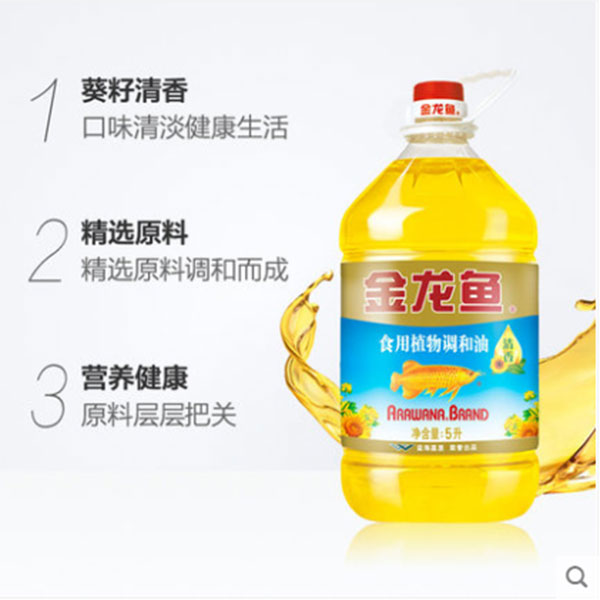 1
葵籽清香
口味清淡健康生活
2
精选原料
精选原料调和而成
3
营养健康
原料层层把关
金龙鱼
金龙鱼
食用植物调和油
清香
ARAWANA BRAND
净含量:5升